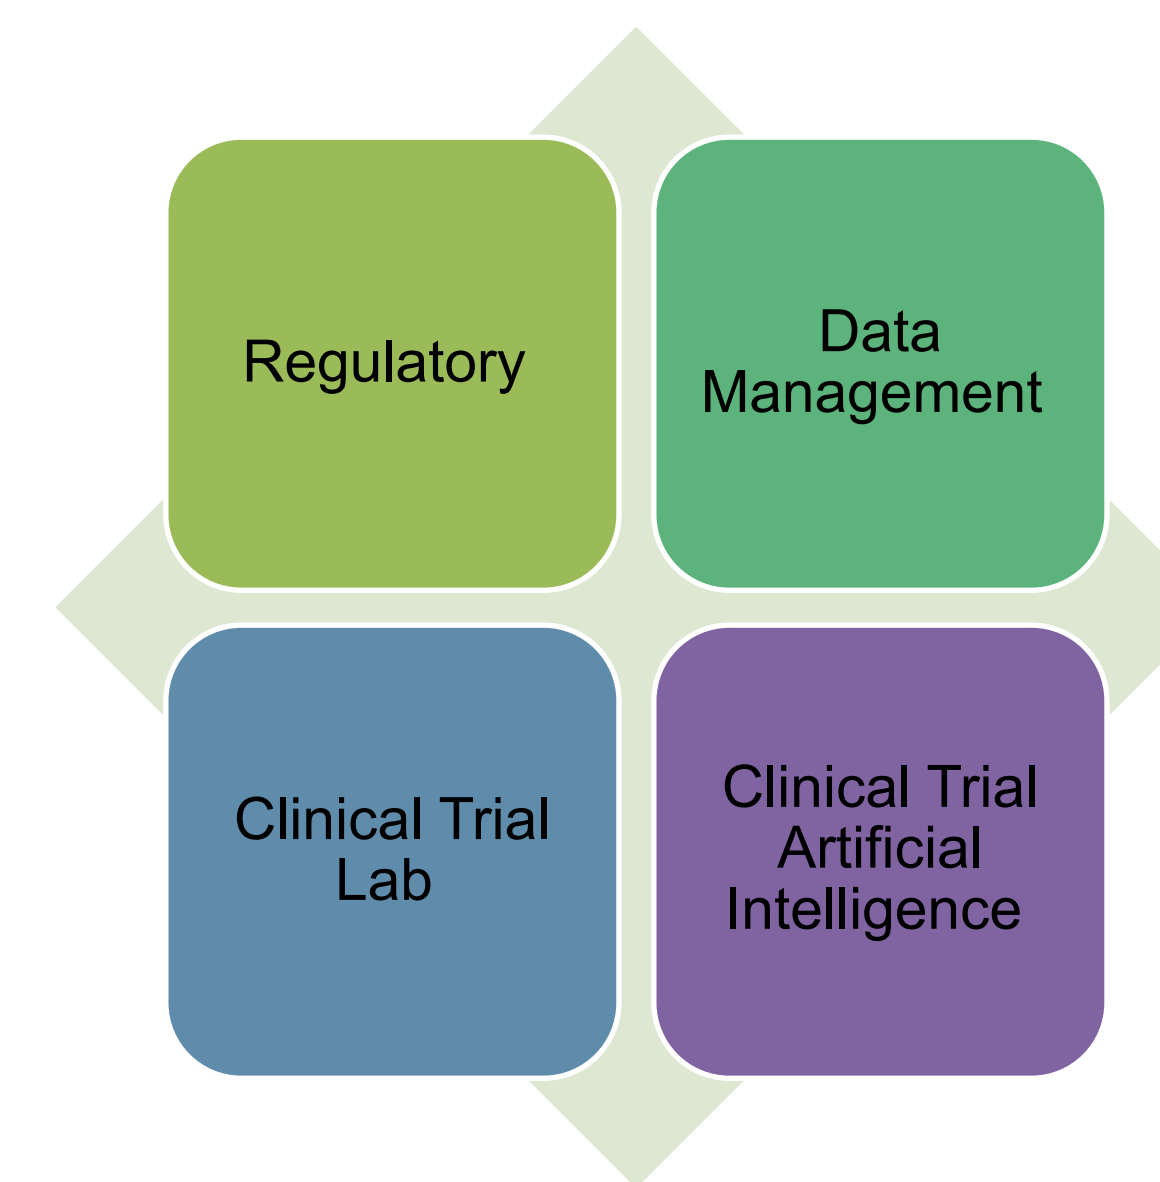 Regulatory
Data
Management
Clinical Trial
Lab
Clinical Trial
Artificial
Intelligence